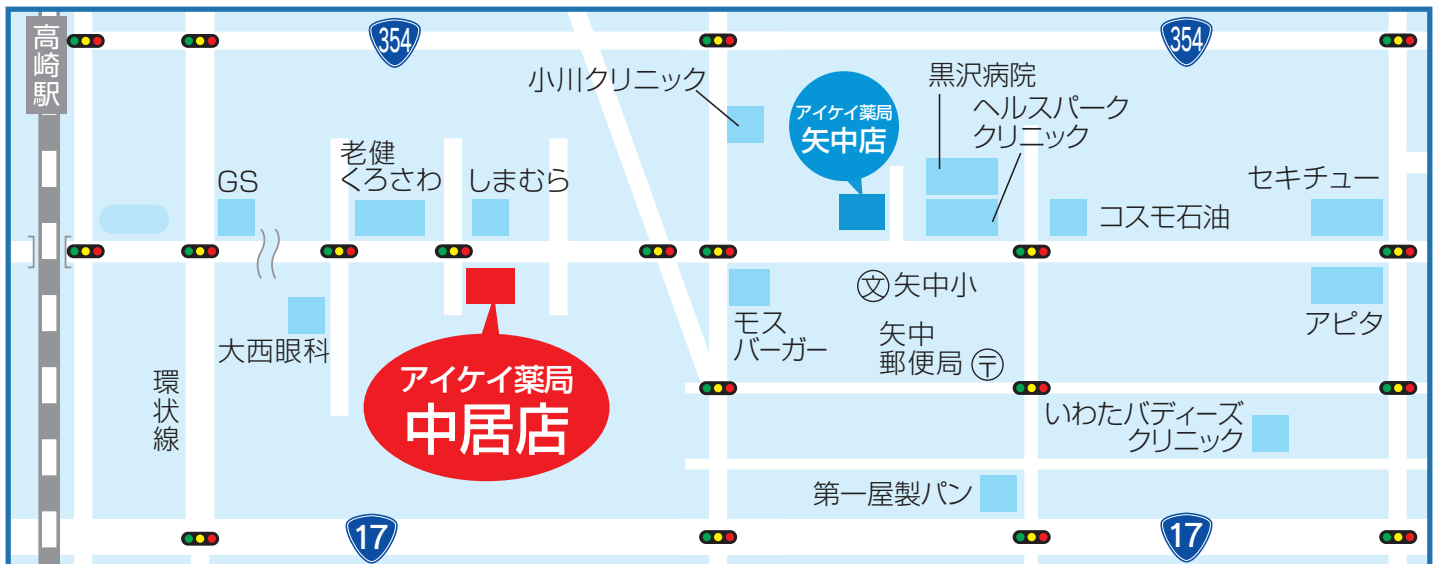 高崎駅
354
354
小川クリニック
アイケイ薬局
矢中店
黒沢病院
ヘルスパーク
クリニック
GS
老健
くろさわ
しまむら
コスモ石油
セキチュー
大西眼科
モス
バーガー
文 矢中小
矢中
郵便局 〒
アピタ
環状線
アイケイ薬局
中居店
いわたバディーズ
クリニック
第一屋製パン
17
17